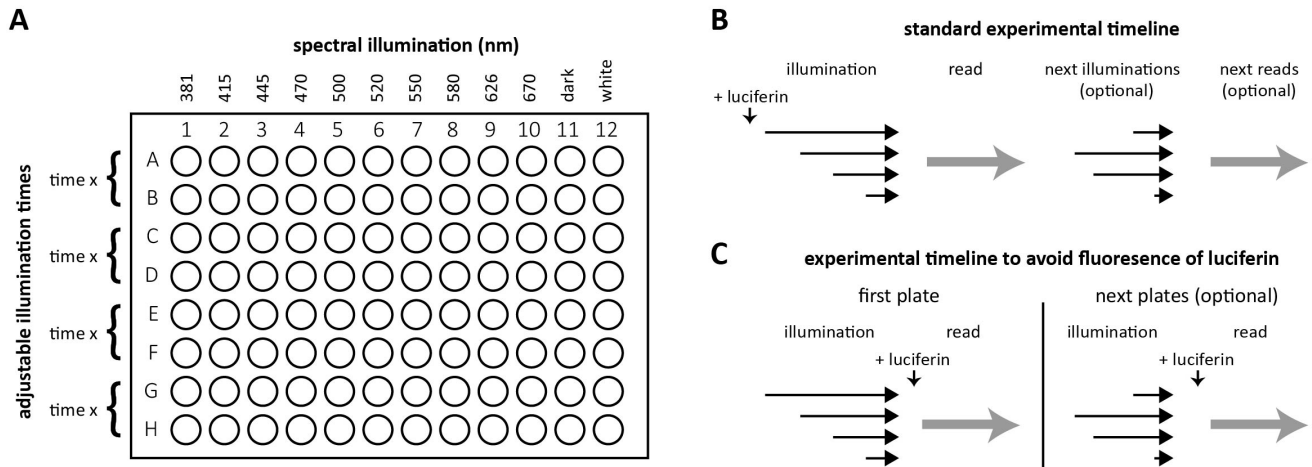 A
spectral illumination (nm)
381 415 445 470 500 520 550 580 626 670 dark white
1 2 3 4 5 6 7 8 9 10 11 12
adjustable illumination times
time x { A
B
time x { C
D
time x { E
F
time x { G
H
B
standard experimental timeline
illumination read next illuminations next reads
(optional) (optional)
+ luciferin
C
experimental timeline to avoid fluoresence of luciferin
first plate next plates (optional)
illumination read illumination read
+ luciferin + luciferin